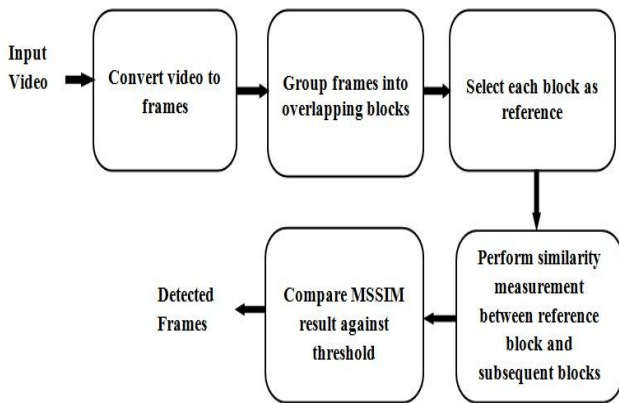 Input
Video
Convert video to
frames
Group frames into
overlapping blocks
Select each block as
reference
Perform similarity
measurement
between reference
block and
subsequent blocks
Compare MSSIM
result against
threshold
Detected
Frames